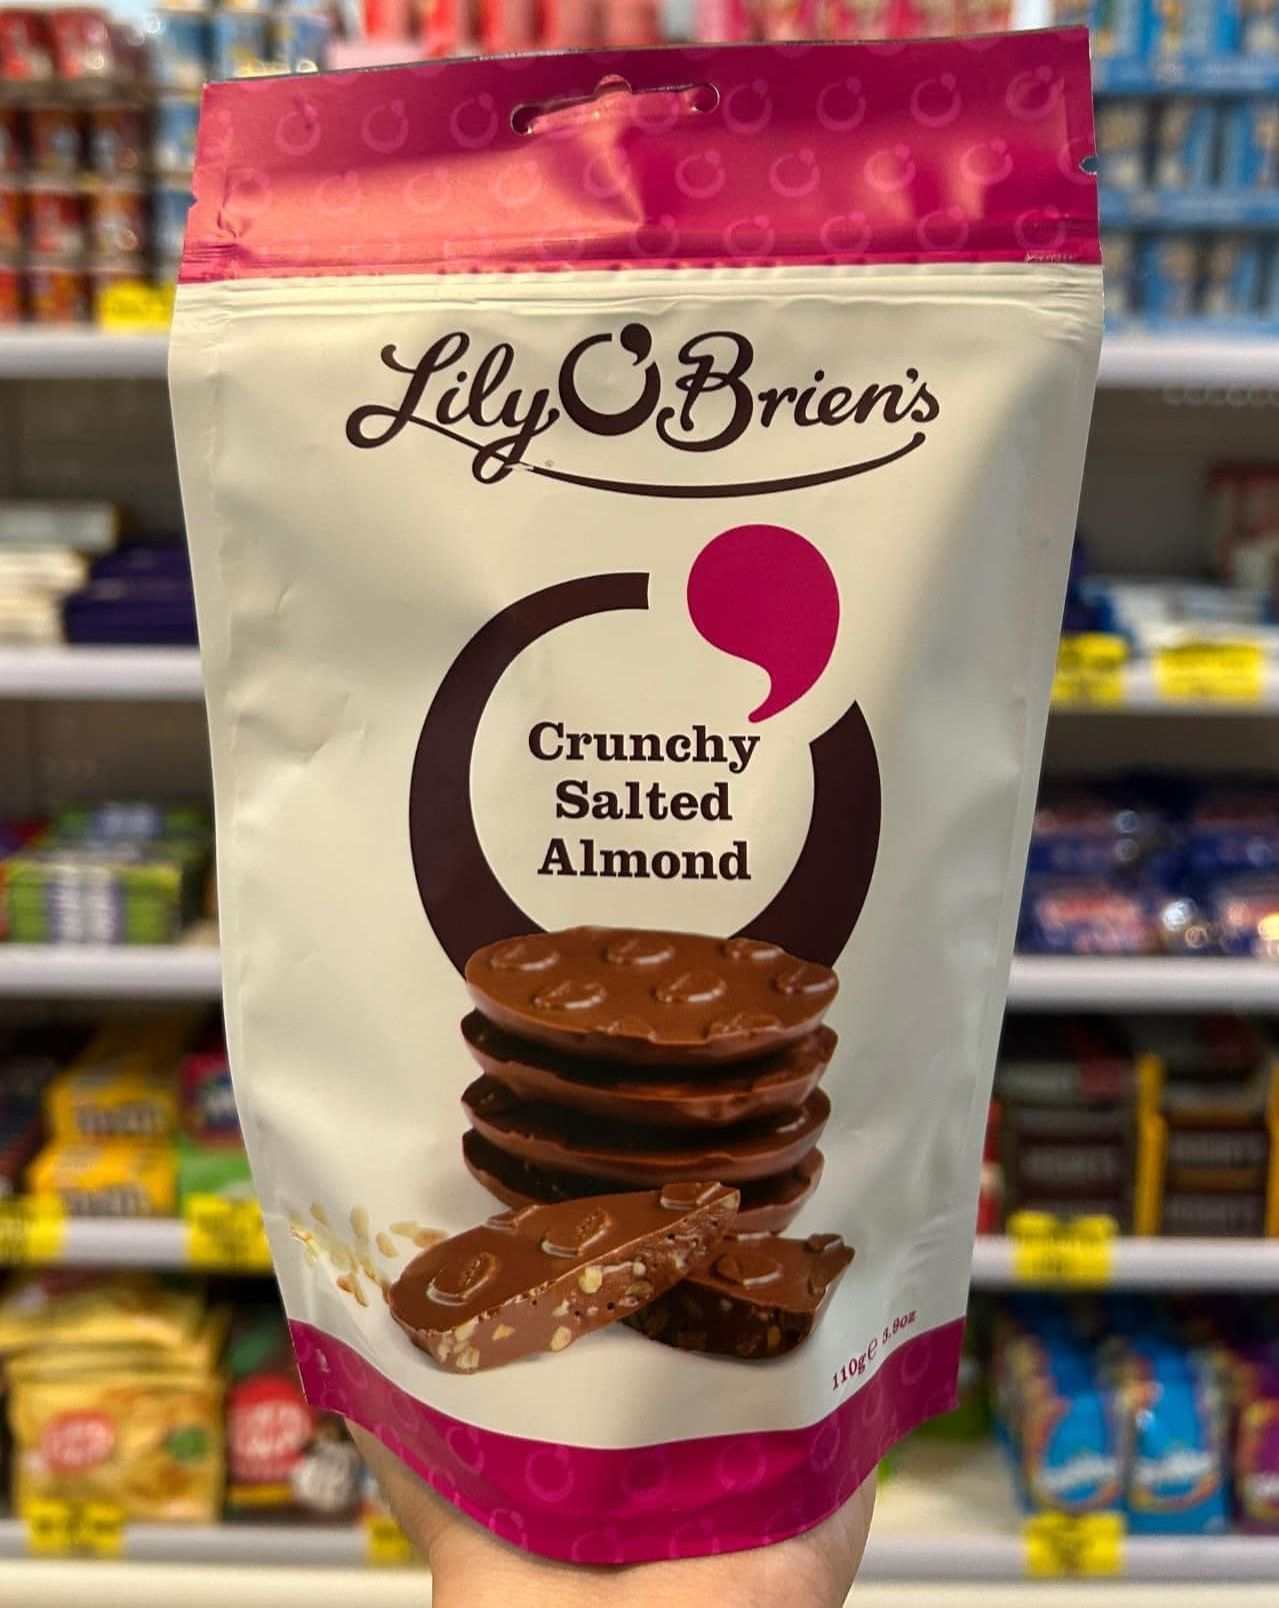 Lily O'Brien's
Crunchy
Salted
Almond
110g℮ 3.9oz